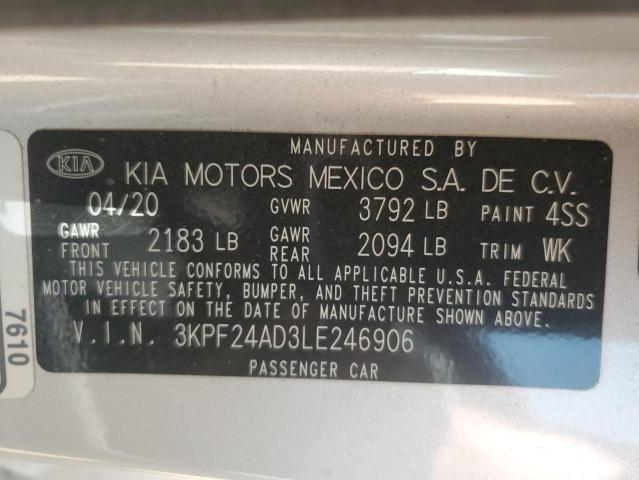 MANUFACTURED BY
KIA KIA MOTORS MEXICO S.A. DE C.V.
04/20 GVWR 3792 LB PAINT 4SS
GAWR FRONT 2183 LB GAWR REAR 2094 LB TRIM WK
THIS VEHICLE CONFORMS TO ALL APPLICABLE U.S.A. FEDERAL
MOTOR VEHICLE SAFETY, BUMPER, AND THEFT PREVENTION STANDARDS
IN EFFECT ON THE DATE OF MANUFACTURE SHOWN ABOVE.
V.I.N. 3KPF24AD3LE246906
PASSENGER CAR
7610